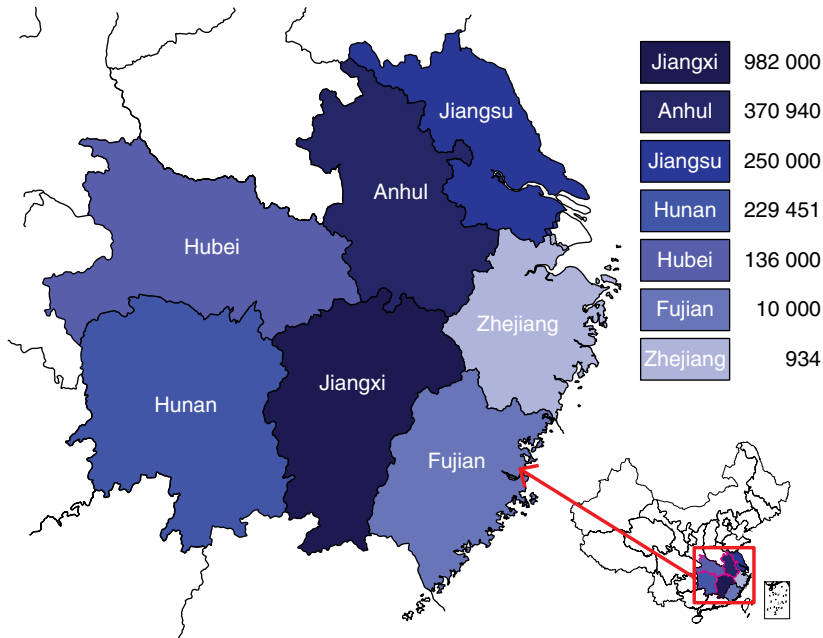 Jiangsu
Anhul
Hubei
Zhejiang
Jiangxi
Hunan
Fujian
Jiangxi 982 000
Anhul 370 940
Jiangsu 250 000
Hunan 229 451
Hubei 136 000
Fujian 10 000
Zhejiang 934